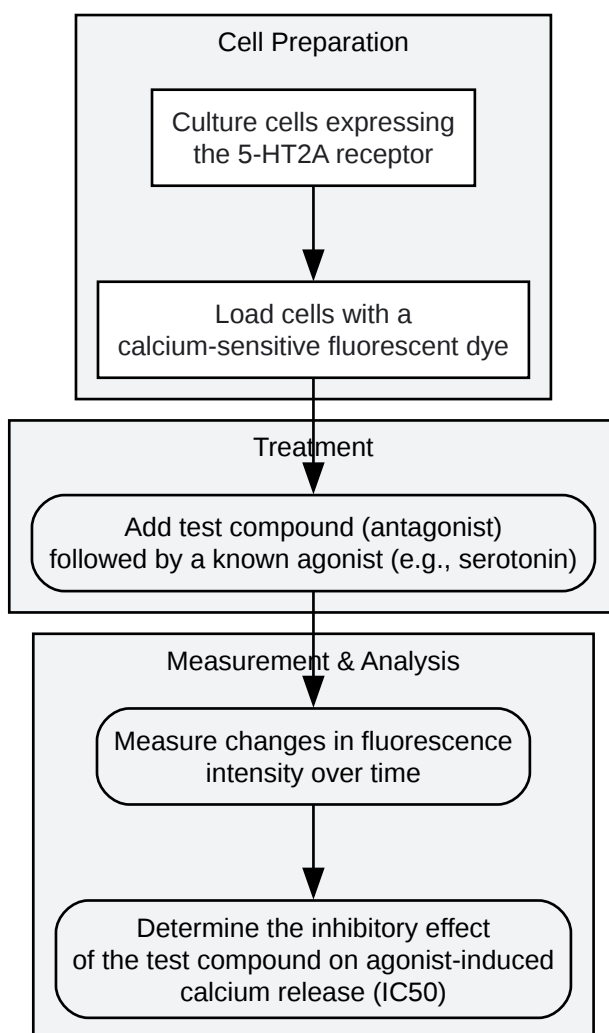 Cell Preparation
Culture cells expressing
the 5-HT2A receptor
Load cells with a
calcium-sensitive fluorescent dye
Treatment
Add test compound (antagonist)
followed by a known agonist (e.g., serotonin)
Measurement & Analysis
Measure changes in fluorescence
intensity over time
Determine the inhibitory effect
of the test compound on agonist-induced
calcium release (IC50)